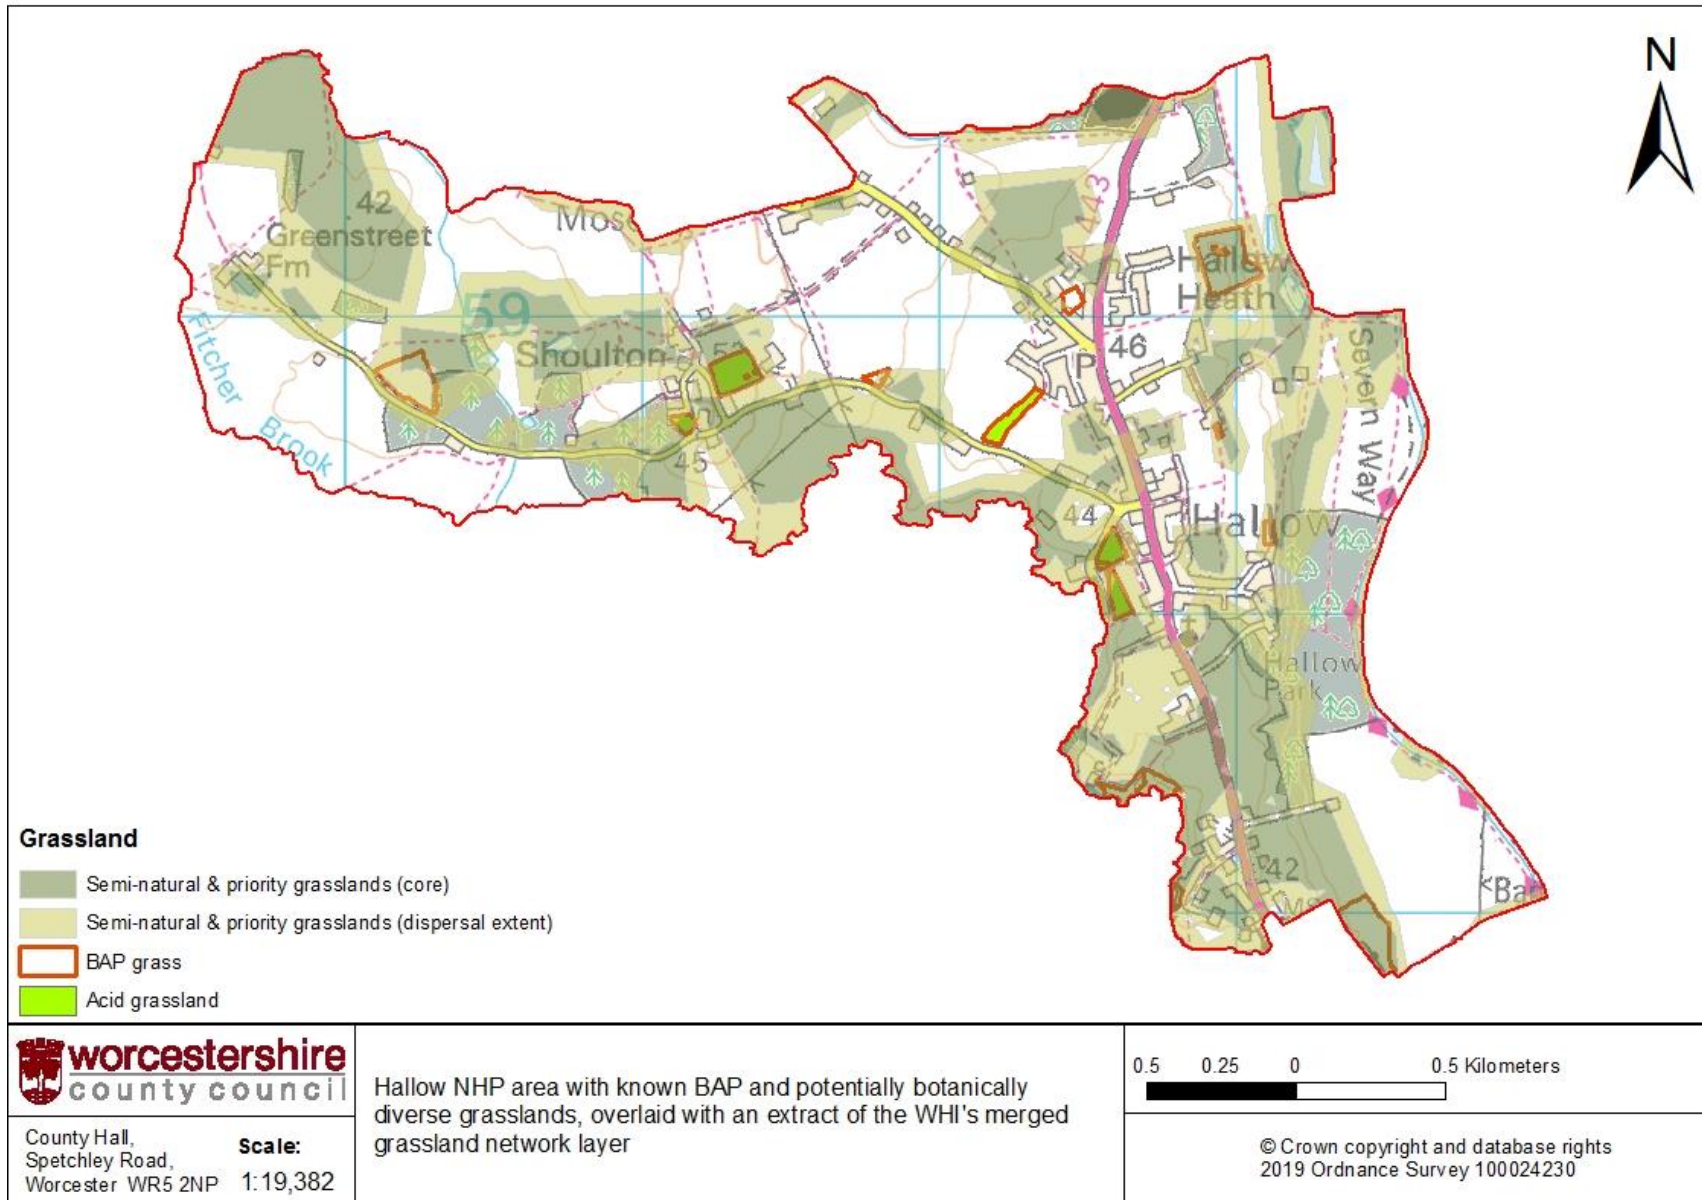 N
42
Greenstreet
Fm
Mos
A 443
Hallow
Heath
59
Shoulton
52
46
P
Fitcher
Brook
45
Severn Way
44
Hallow
Hallow
Park
42
MS
Bar
Grassland
Semi-natural & priority grasslands (core)
Semi-natural & priority grasslands (dispersal extent)
BAP grass
Acid grassland
worcestershire
county council
County Hall,
Spetchley Road,
Worcester WR5 2NP
Scale:
1:19,382
Hallow NHP area with known BAP and potentially botanically
diverse grasslands, overlaid with an extract of the WHI's merged
grassland network layer
0.5 0.25 0 0.5 Kilometers
© Crown copyright and database rights
2019 Ordnance Survey 100024230